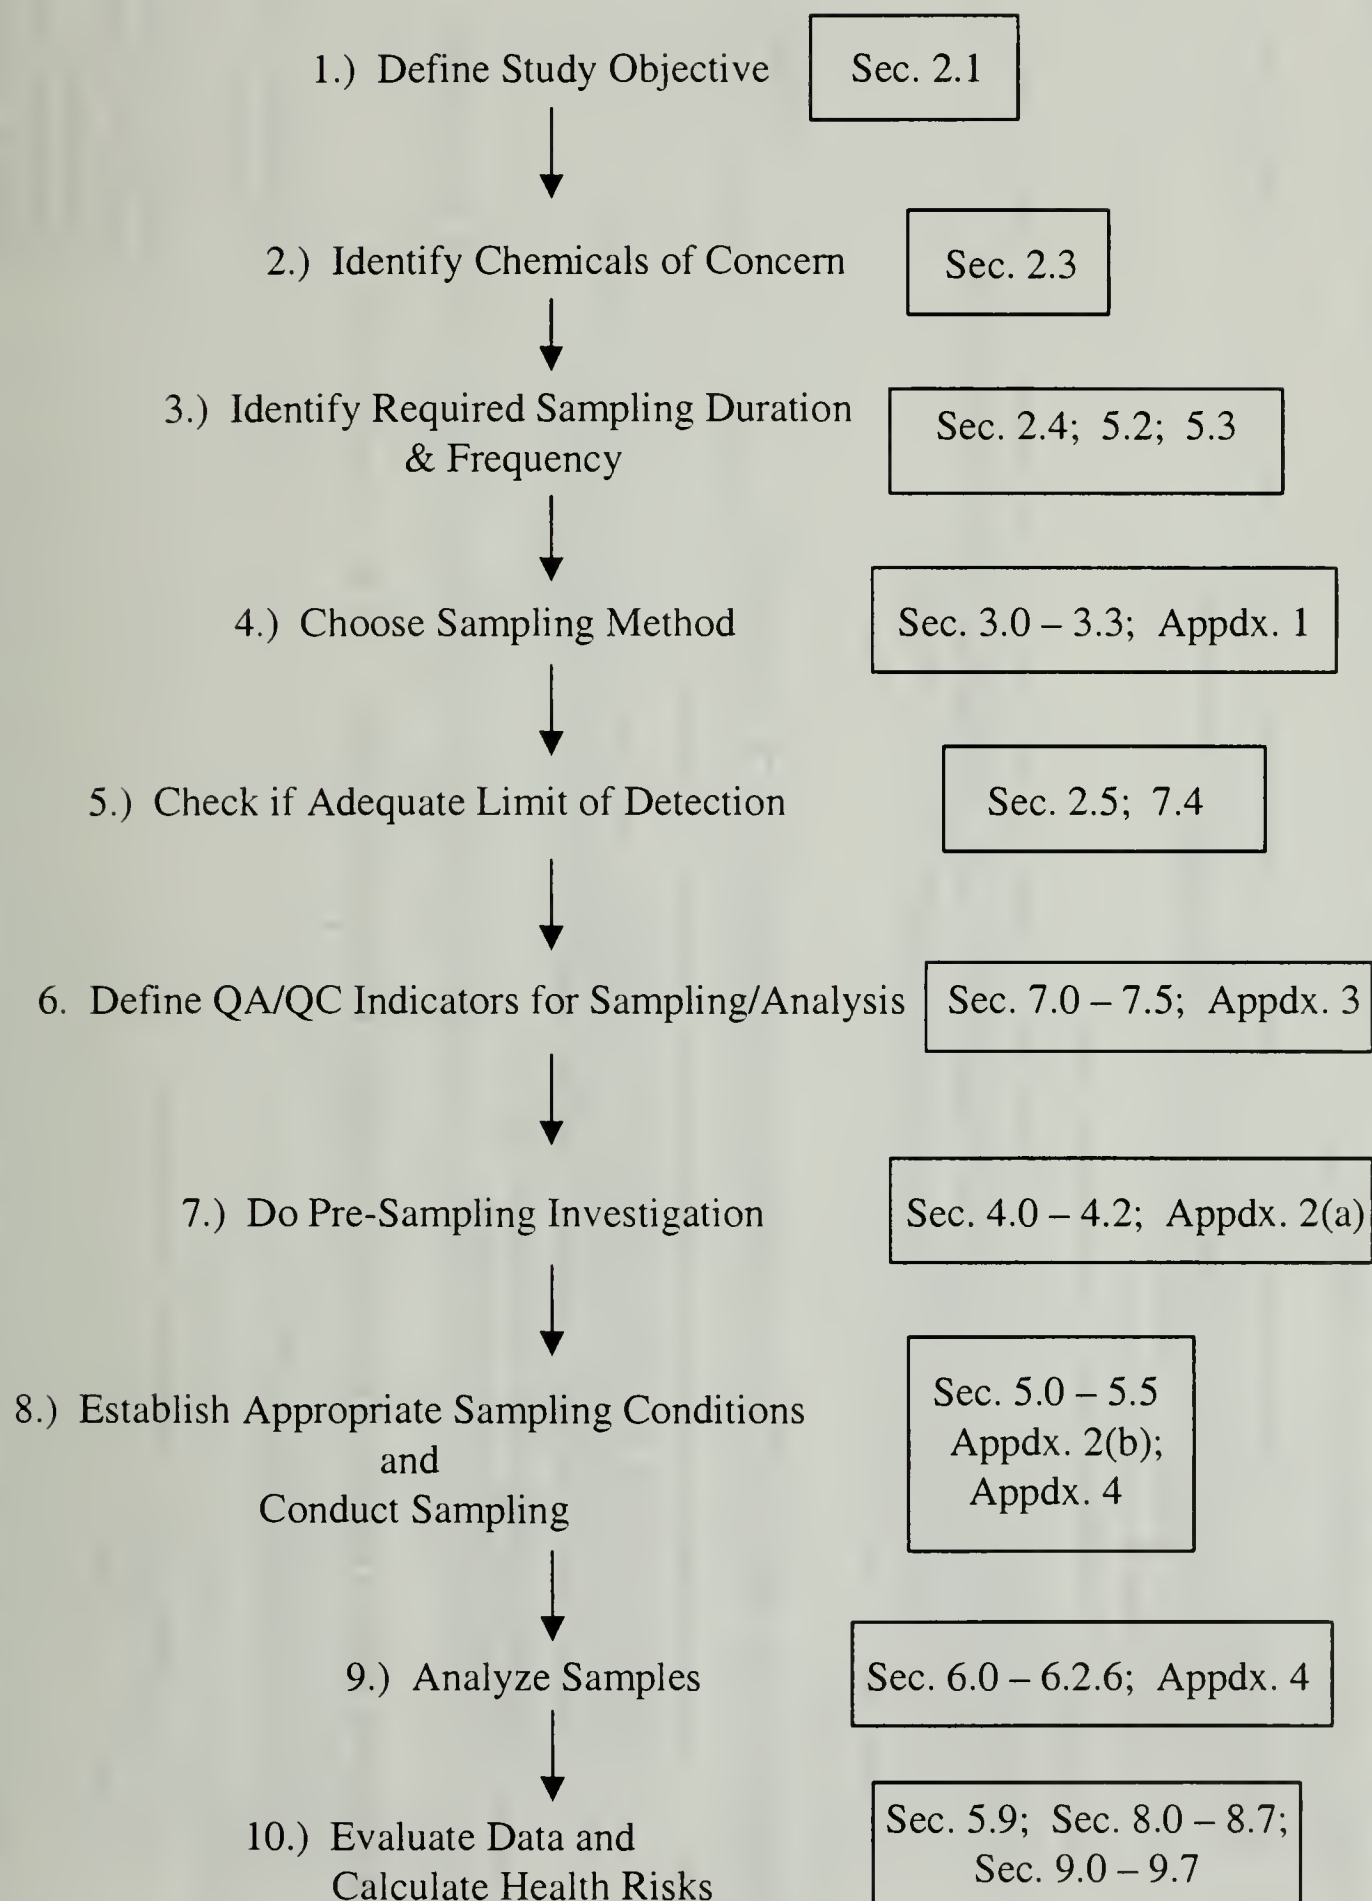 1.) Define Study Objective
Sec. 2.1
2.) Identify Chemicals of Concern
Sec. 2.3
3.) Identify Required Sampling Duration
& Frequency
Sec. 2.4; 5.2; 5.3
4.) Choose Sampling Method
Sec. 3.0 – 3.3; Appdx. 1
5.) Check if Adequate Limit of Detection
Sec. 2.5; 7.4
6. Define QA/QC Indicators for Sampling/Analysis
Sec. 7.0 – 7.5; Appdx. 3
7.) Do Pre-Sampling Investigation
Sec. 4.0 – 4.2; Appdx. 2(a)
8.) Establish Appropriate Sampling Conditions
and
Conduct Sampling
Sec. 5.0 – 5.5
Appdx. 2(b);
Appdx. 4
9.) Analyze Samples
Sec. 6.0 – 6.2.6; Appdx. 4
10.) Evaluate Data and
Calculate Health Risks
Sec. 5.9; Sec. 8.0 – 8.7;
Sec. 9.0 – 9.7